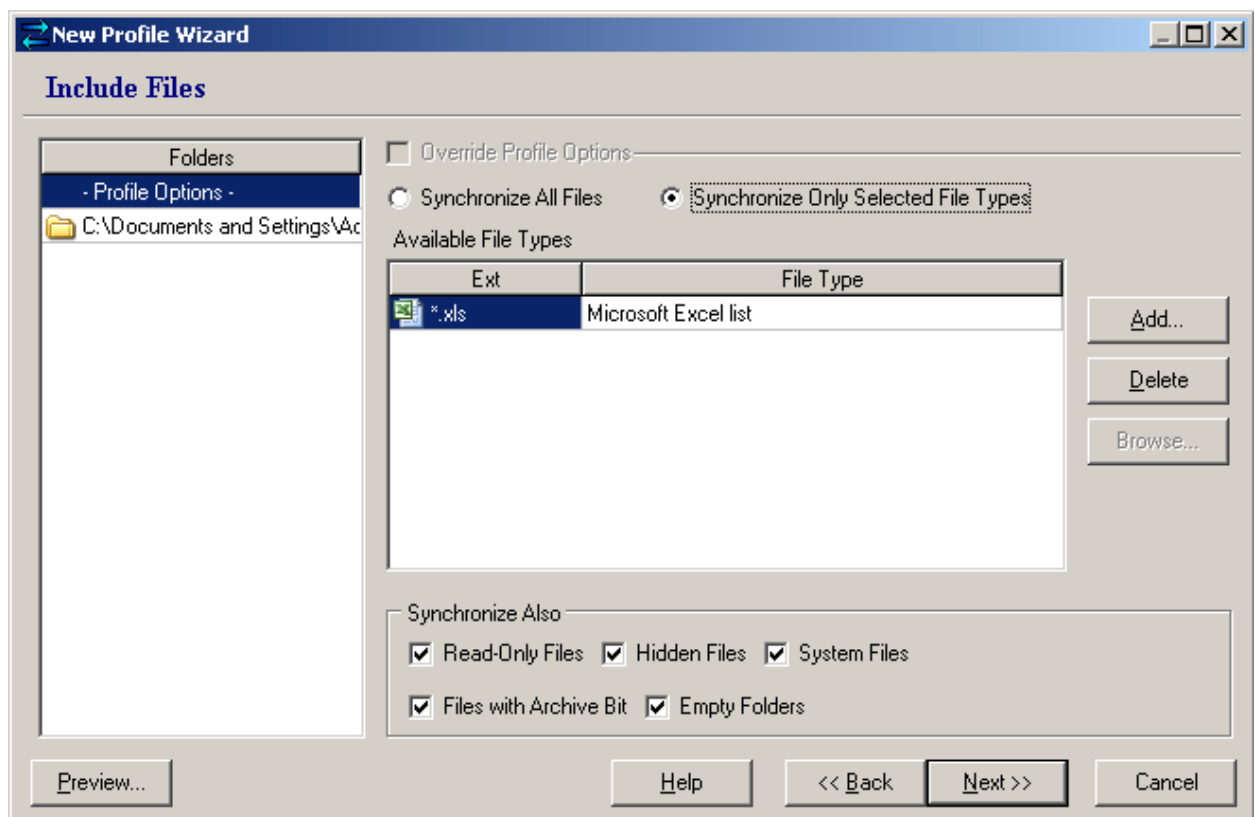 New Profile Wizard
Include Files
Folders
- Profile Options -
C:\Documents and Settings\Ac
Override Profile Options
Synchronize All Files
Synchronize Only Selected File Types
Available File Types
Ext
File Type
*.xls
Microsoft Excel list
Add...
Delete
Browse...
Synchronize Also
Read-Only Files
Hidden Files
System Files
Files with Archive Bit
Empty Folders
Preview...
Help
<< Back
Next >>
Cancel